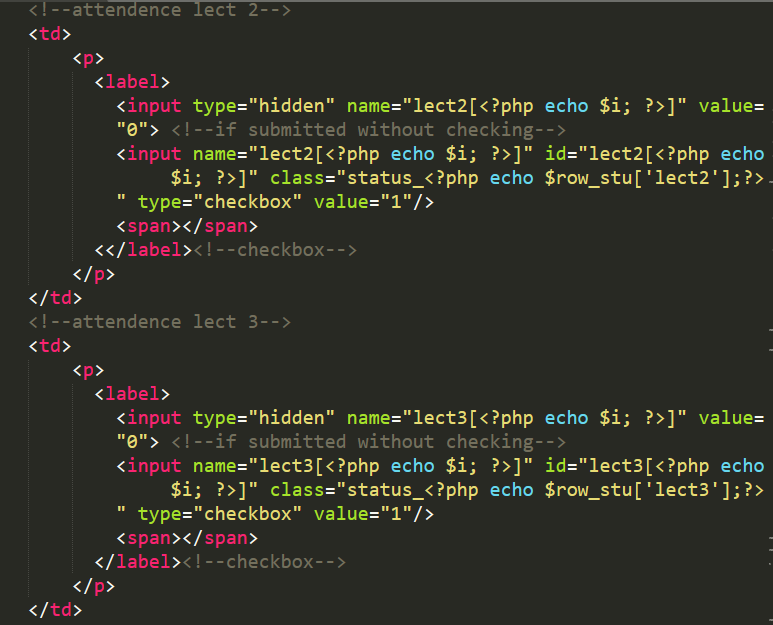 <!--attendence lect 2-->
<td>
<p>
<label>
<input type="hidden" name="lect2[<?php echo $i; ?>]" value=
"0"> <!--if submitted without checking-->
<input name="lect2[<?php echo $i; ?>]" id="lect2[<?php echo
$i; ?>]" class="status_<?php echo $row_stu['lect2'];?>
" type="checkbox" value="1"/>
<span></span>
<</label><!--checkbox-->
</p>
</td>
<!--attendence lect 3-->
<td>
<p>
<label>
<input type="hidden" name="lect3[<?php echo $i; ?>]" value=
"0"> <!--if submitted without checking-->
<input name="lect3[<?php echo $i; ?>]" id="lect3[<?php echo
$i; ?>]" class="status_<?php echo $row_stu['lect3'];?>
" type="checkbox" value="1"/>
<span></span>
</label><!--checkbox-->
</p>
</td>